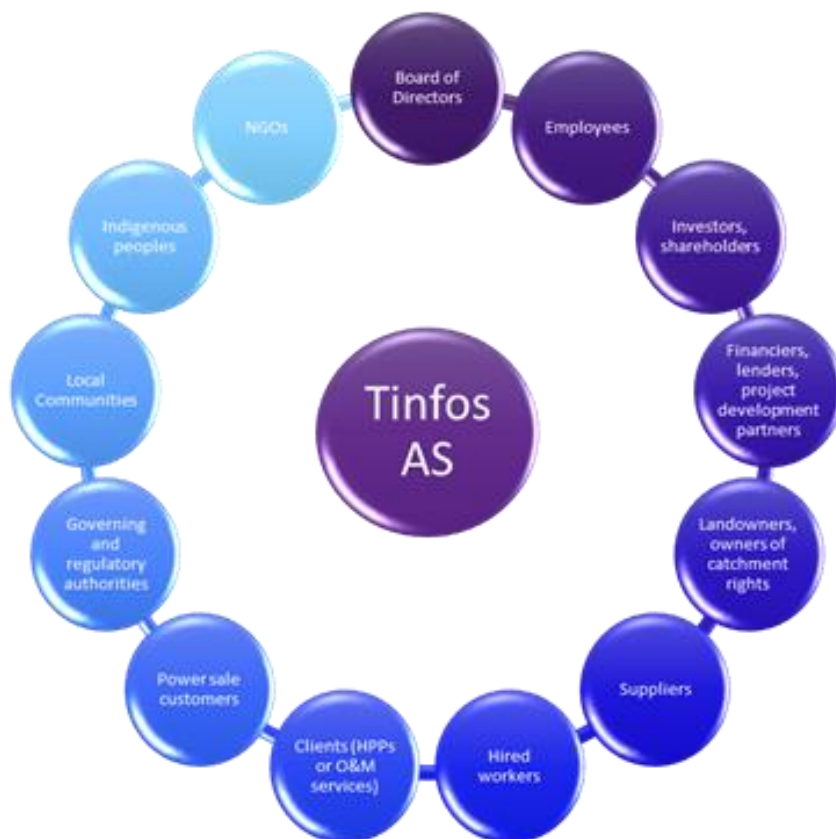 Board of
Directors
Employees
Investors,
shareholders
Financiers,
lenders,
project
development
partners
Landowners,
owners of
catchment
rights
Suppliers
Hired
workers
Clients (HPPs
or O&M
services)
Power sale
customers
Governing
and
regulatory
authorities
Local
Communities
Indigenous
peoples
NGOs
Tinfos
AS